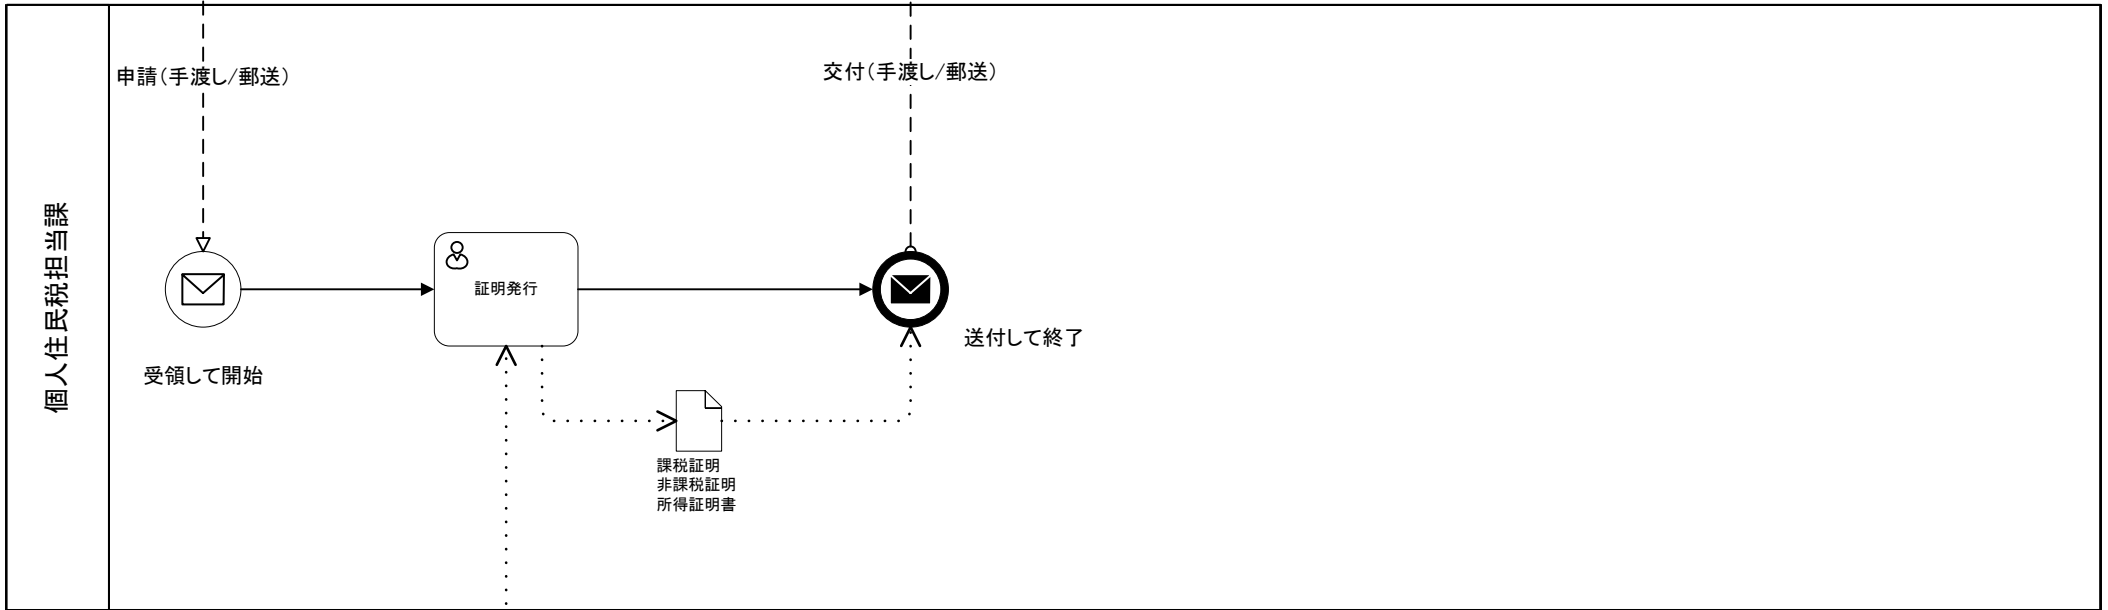 個人住民税担当課
申請(手渡し/郵送)
交付(手渡し/郵送)
証明発行
送付して終了
受領して開始
課税証明
非課税証明
所得証明書